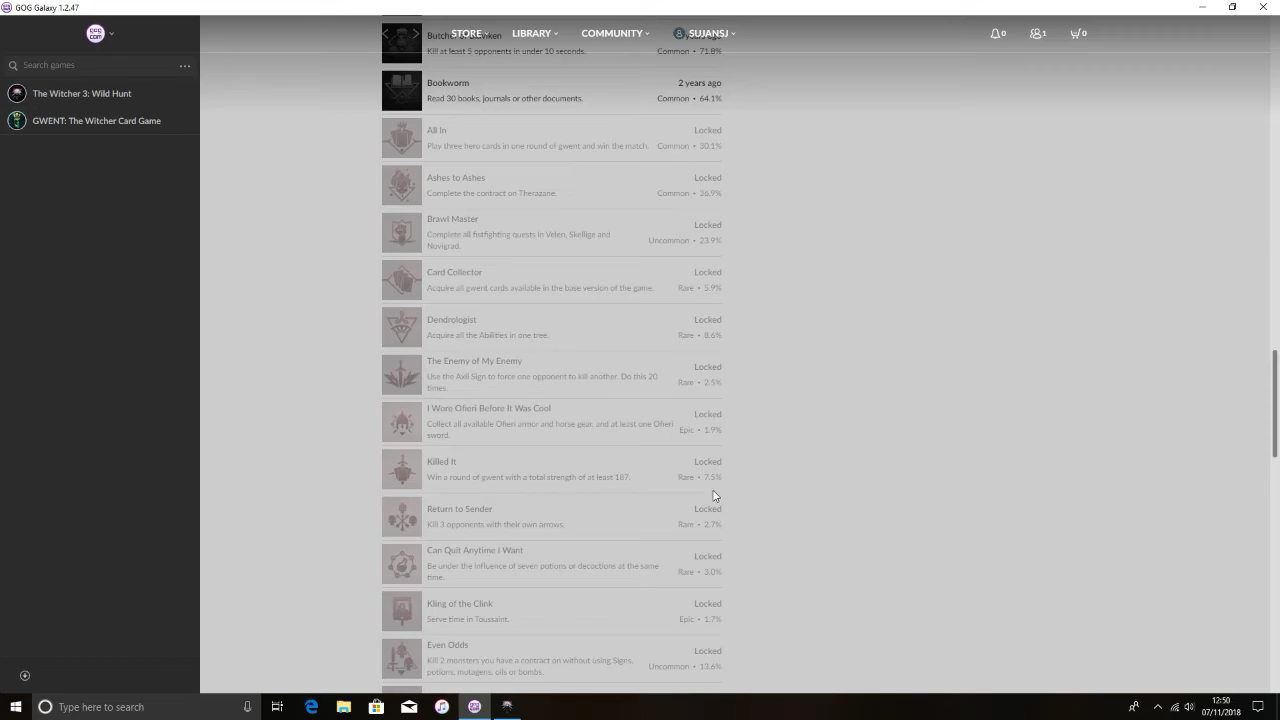 GOG Galaxy 1.2.47
GOG COM
STORE
LIBRARY
COMMUNITY
SUJANSJ
0
1
0
Search games
The Witcher 3: Wild Hunt
GWENT: The Witcher Card Game
Kill at least 5 opponents in under 10 seconds.
Common • 71.8%
Bookworm
2 years ago
Read 30 books, journals or other documents.
Common • 64.1%
All In
Locked
Play three hero cards in one round of gwent and win the match.
Common • 30.1%
Ashes to Ashes
Locked
Complete the contract on Therazane.
Common • 36.9%
Brawl Master
Locked
Complete all fistfighting quests in Velen, Skellige and
Novigrad.
Uncommon • 23.9%
Card Collector
Locked
Acquire all gwent cards available in the base version of the game.
Rare • 5.9%
Dendrologist
Locked
Acquire all the Abilities in one tree.
Rare • 8.6%
The Enemy of My Enemy
Locked
Use the Axii Sign to force one opponent to kill another. Do this 20
times.
Rare • 2.5%
I Wore Ofieri Before It Was Cool
Locked
Collect all available Ofieri armor and horse gear, and at least one Ofieri
sword.
Epic • 1.9%
Killed It
Locked
Win a round of gwent with a total strength of at least 187.
Rare • 7.5%
Return to Sender
Locked
Kill 3 opponents with their own arrows.
Rare • 2.7%
Can Quit Anytime I Want
Locked
Be under the influence of seven potions or decoctions at the same
time.
Rare • 3.0%
Kling of the Clink
Locked
Serve time in Toussaint.
Epic • 1.7%
Even Odds
Locked
Kill 2 monsters you have a contract on without using Signs,
potions, mutagens, oils or bombs.
Uncommon • 13.6%
Type here to search
12:50
07/11/2018